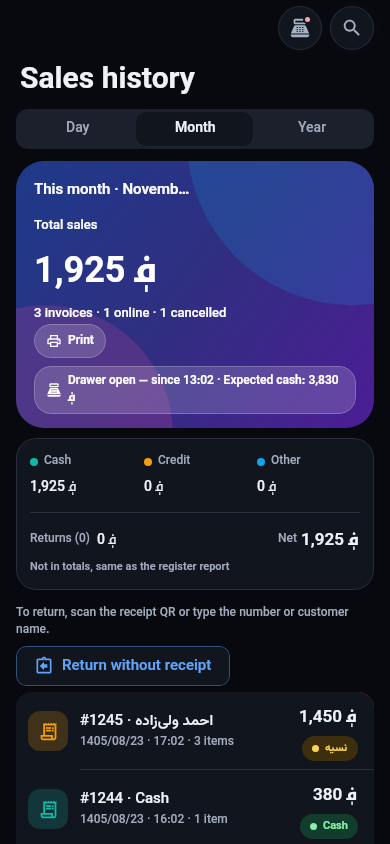 Sales history
Day Month Year
This month · Novemb…
Total sales
1,925 ؋
3 invoices · 1 online · 1 cancelled
Print
Drawer open — since 13:02 · Expected cash: 3,830
؋
Cash Credit Other
1,925 ؋ 0 ؋ 0 ؋
Returns (0) 0 ؋ Net 1,925 ؋
Not in totals, same as the register report
To return, scan the receipt QR or type the number or customer
name.
Return without receipt
#1245 · احمد ولی‌زاده 1,450 ؋
1405/08/23 · 17:02 · 3 items نسیه
#1244 · Cash 380 ؋
1405/08/23 · 16:02 · 1 item Cash